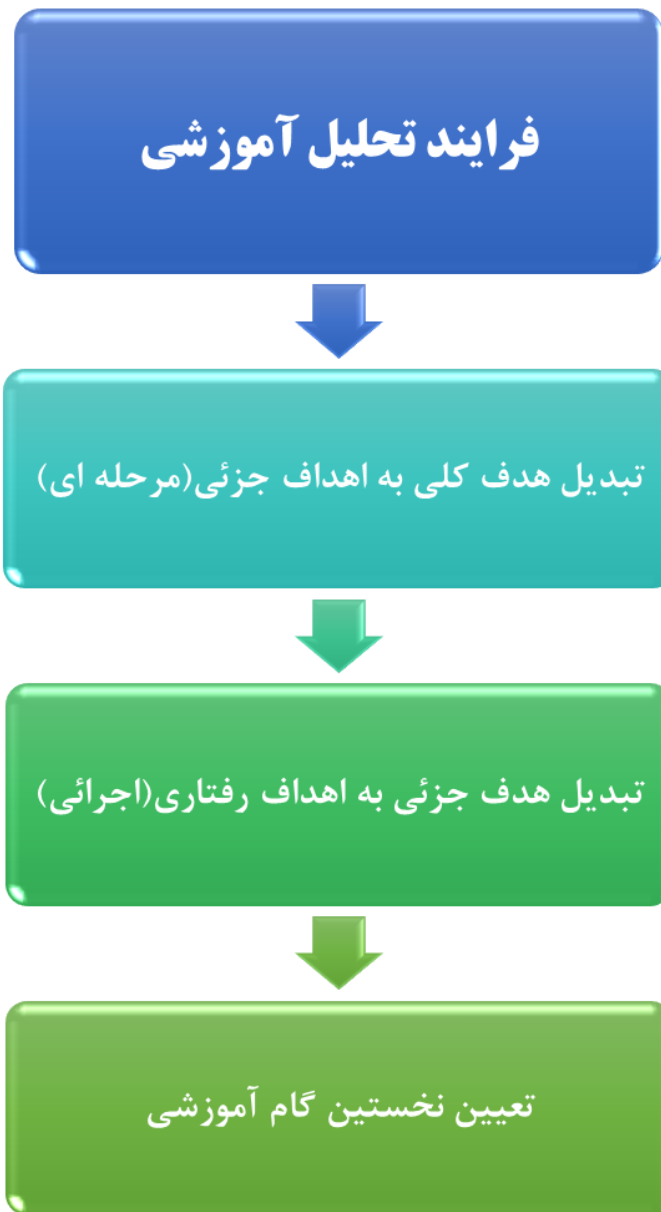 فرایند تحلیل آموزشی
تبدیل هدف کلی به اهداف جزئی(مرحله ای)
تبدیل هدف جزئی به اهداف رفتاری(اجرائی)
تعیین نخستین گام آموزشی